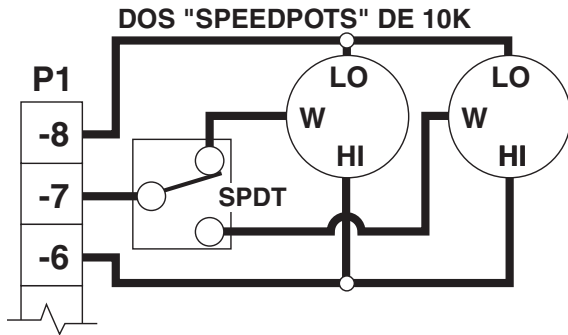 DOS "SPEEDPOTS" DE 10K
P1
-8
-7
-6
SPDT
LO
W
HI
LO
W
HI